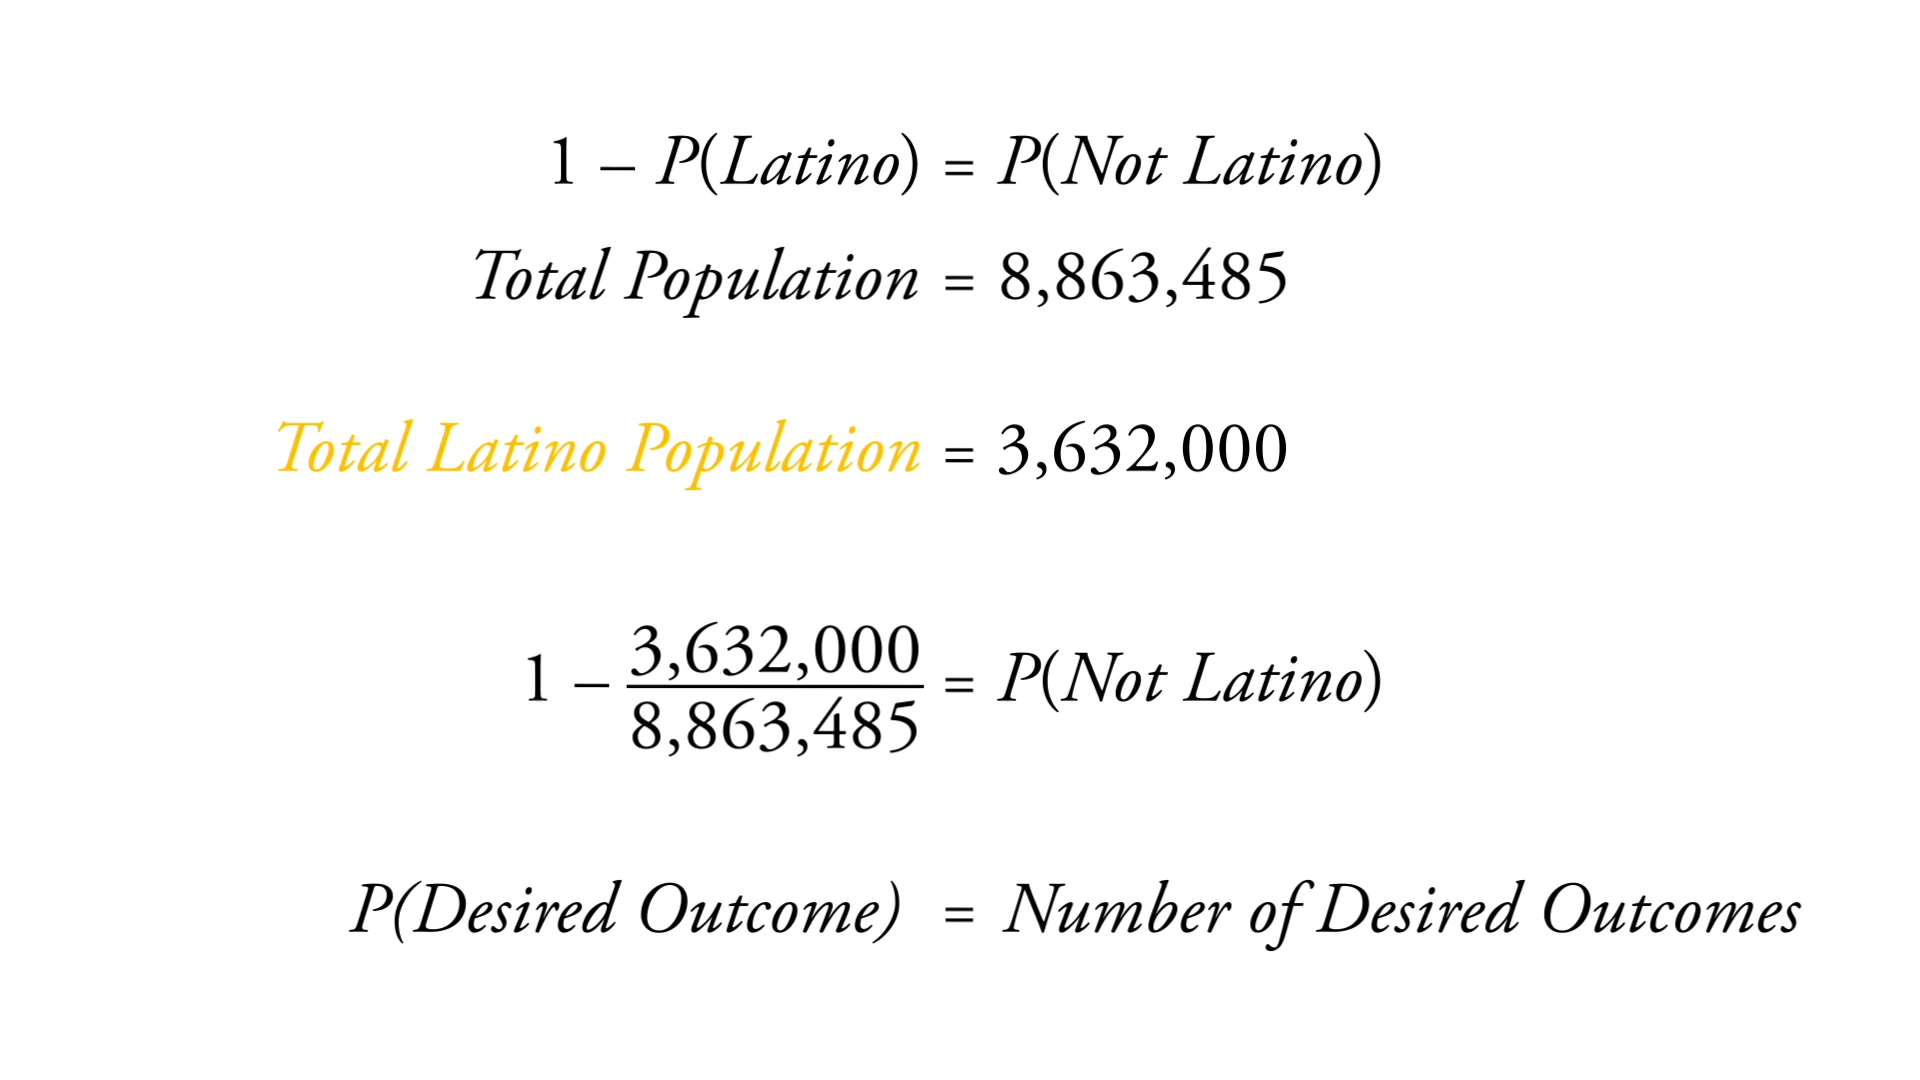 1 – P(Latino) = P(Not Latino)
Total Population = 8,863,485
Total Latino Population = 3,632,000
1 – 3,632,000/8,863,485 = P(Not Latino)
P(Desired Outcome) = Number of Desired Outcomes